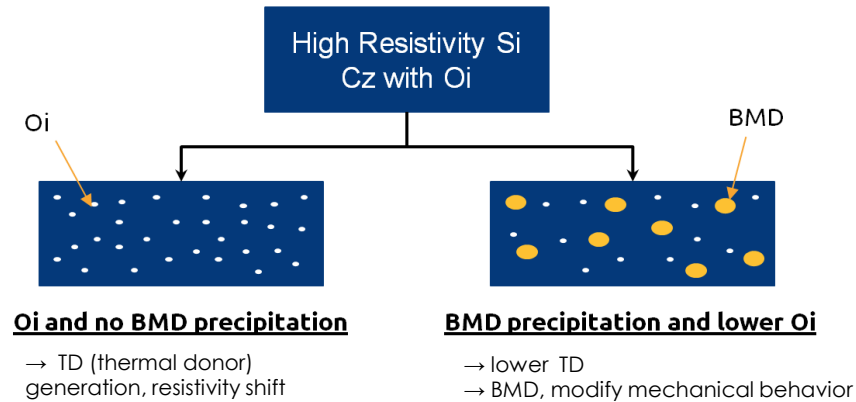 High Resistivity Si
Cz with Oi
Oi
BMD
Oi and no BMD precipitation
→ TD (thermal donor)
generation, resistivity shift
BMD precipitation and lower Oi
→ lower TD
→ BMD, modify mechanical behavior